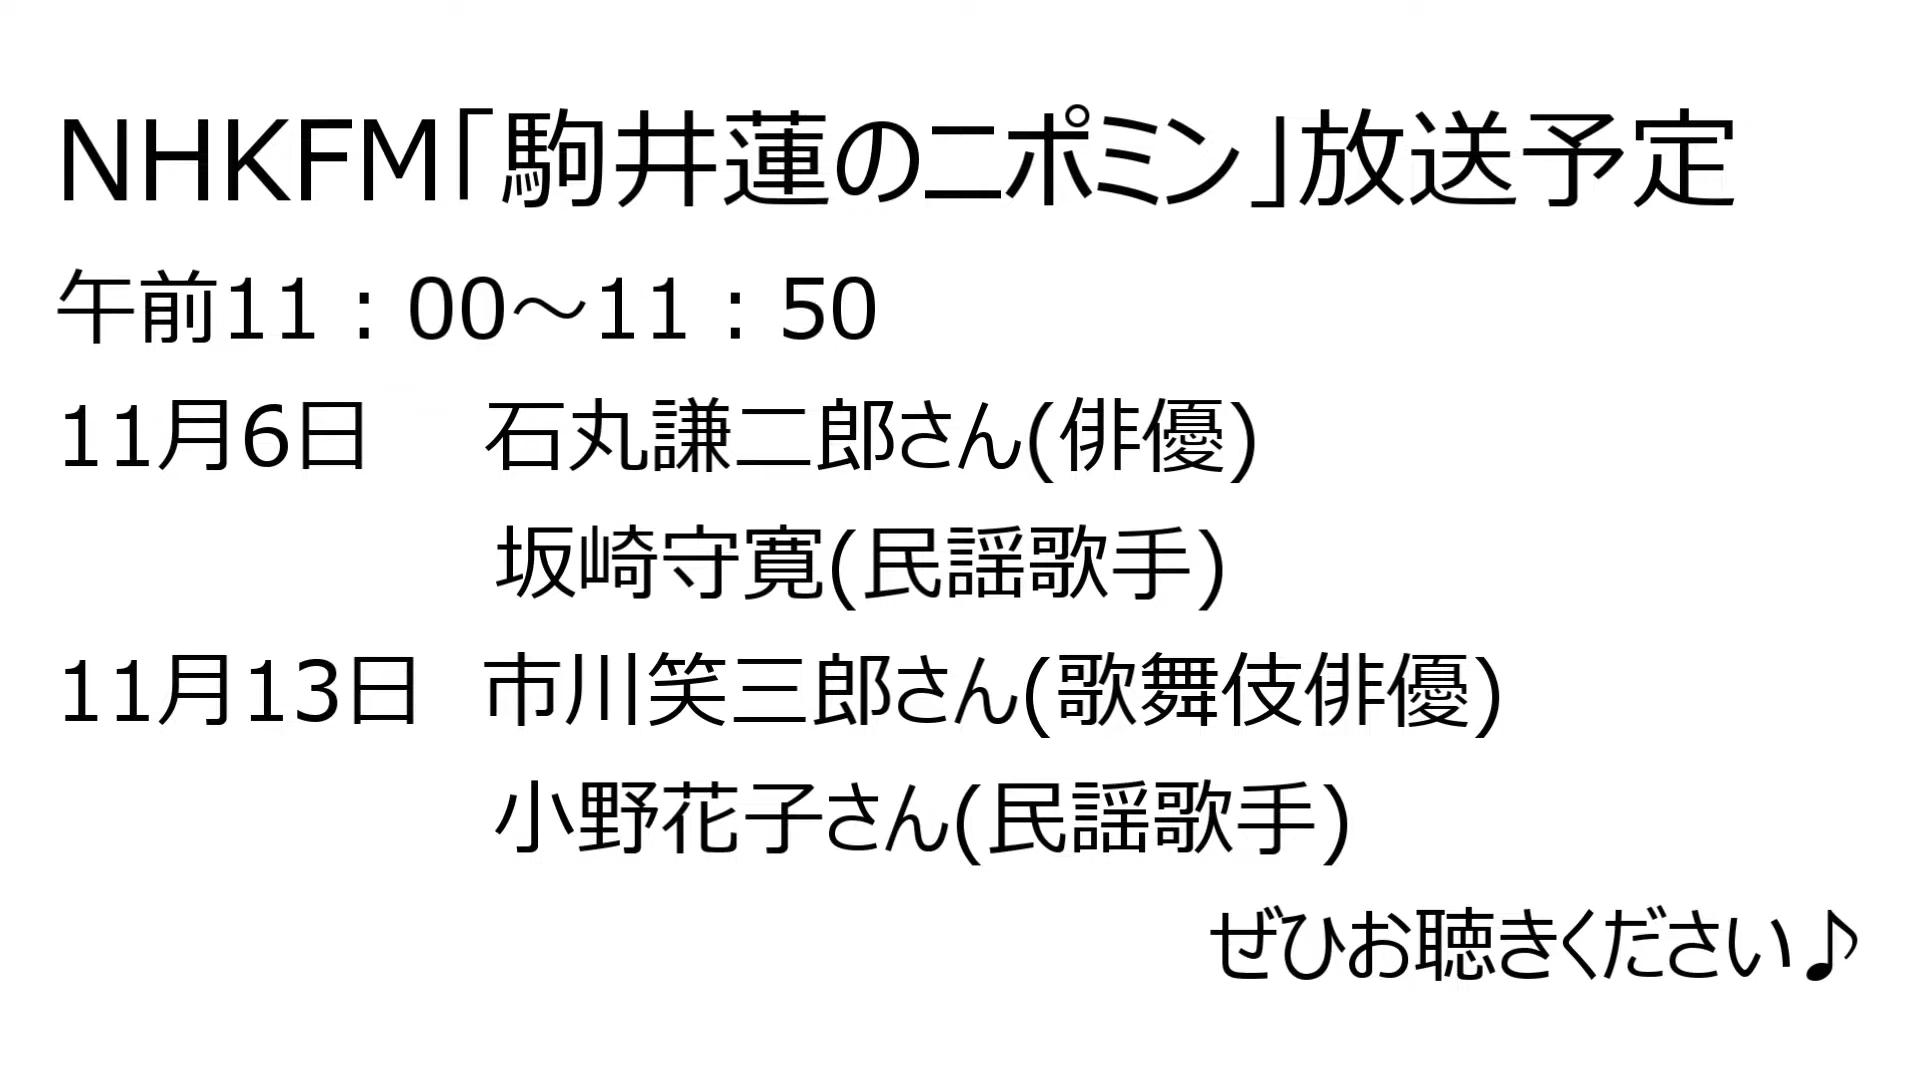 NHKFM「駒井蓮のニポミン」放送予定
午前11：00～11：50
11月6日 石丸謙二郎さん(俳優)
坂崎守寛(民謡歌手)
11月13日 市川笑三郎さん(歌舞伎俳優)
小野花子さん(民謡歌手)
ぜひお聴きください♪